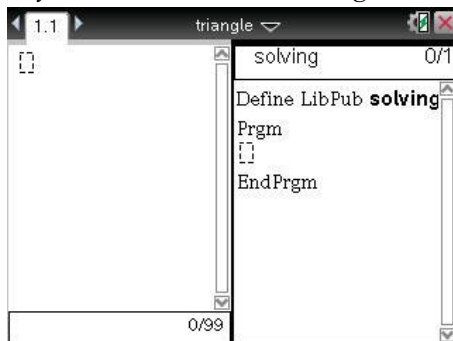 1.1 triangle
solving 0/1
Define LibPub solving
Prgm
EndPrgm
0/99